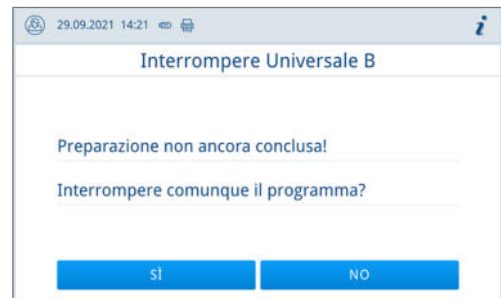 29.09.2021 14:21
i
Interrompere Universale B
Preparazione non ancora conclusa!
Interrompere comunque il programma?
SÌ
NO